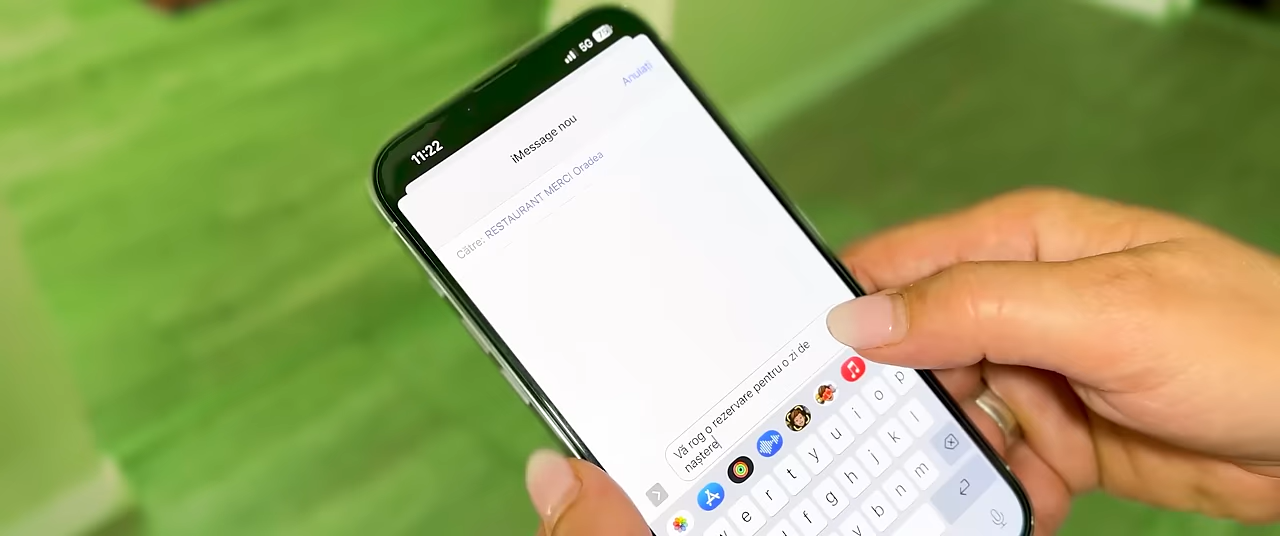 11:22 5G
Anulați
iMessage nou
Către: RESTAURANT MERCI Oradea
Vă rog o rezervare pentru o zi de
naștere
e r t y u i o p
f g h j k l
v b n m